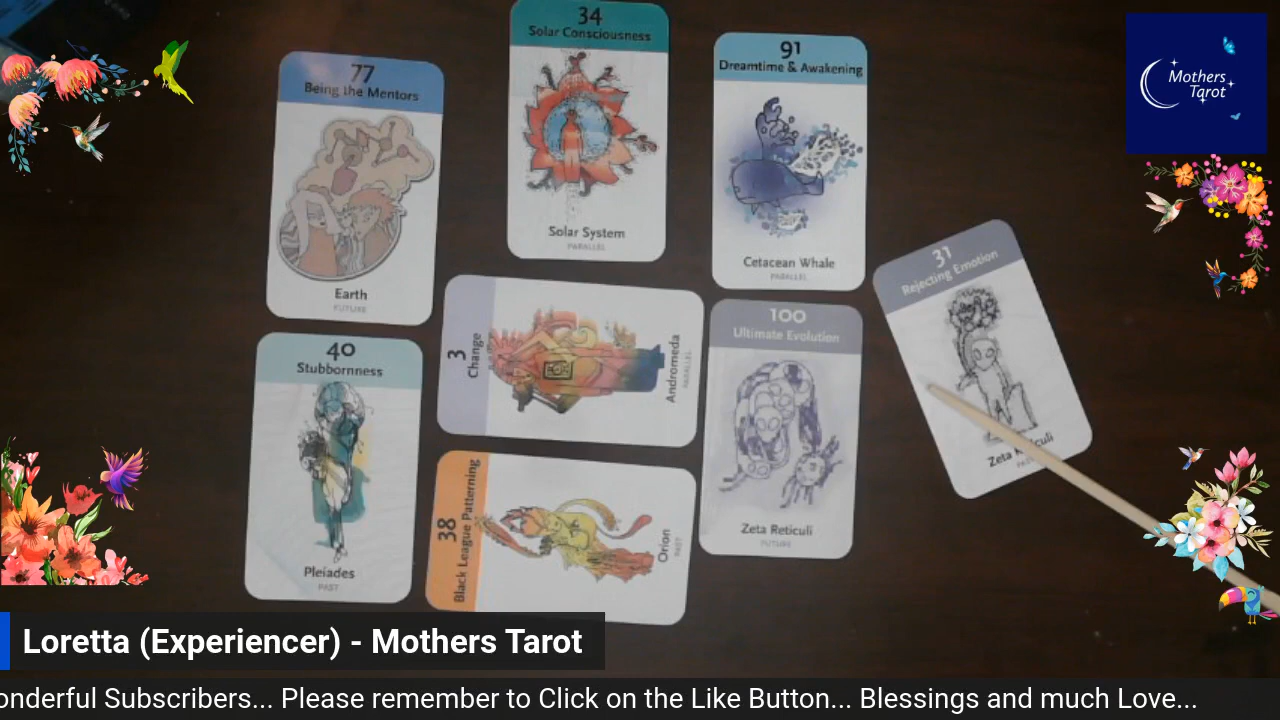 34
Solar Consciousness
Solar System
PARALLEL
77
Being the Mentors
Earth
FUTURE
91
Dreamtime & Awakening
Cetacean Whale
PARALLEL
Mothers
Tarot
31
Rejecting Emotion
Zeta
40
Stubbornness
Pleiades
PAST
3
Change
Andromeda
PARALLEL
38
Black League Patterning
Orion
PAST
100
Ultimate Evolution
Zeta Reticuli
FUTURE
Loretta (Experiencer) - Mothers Tarot
onderful Subscribers... Please remember to Click on the Like Button... Blessings and much Love...